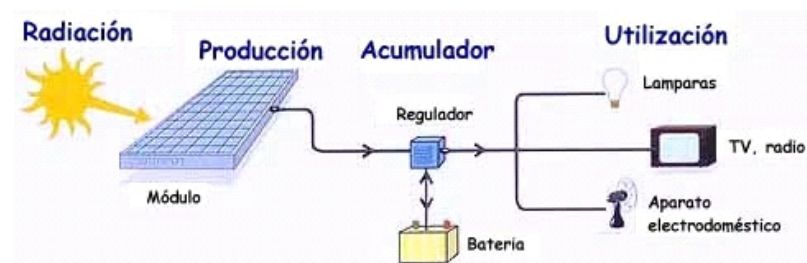 Radiación
Producción
Acumulador
Utilización
Regulador
Lamparas
TV, radio
Módulo
Bateria
Aparato
electrodoméstico